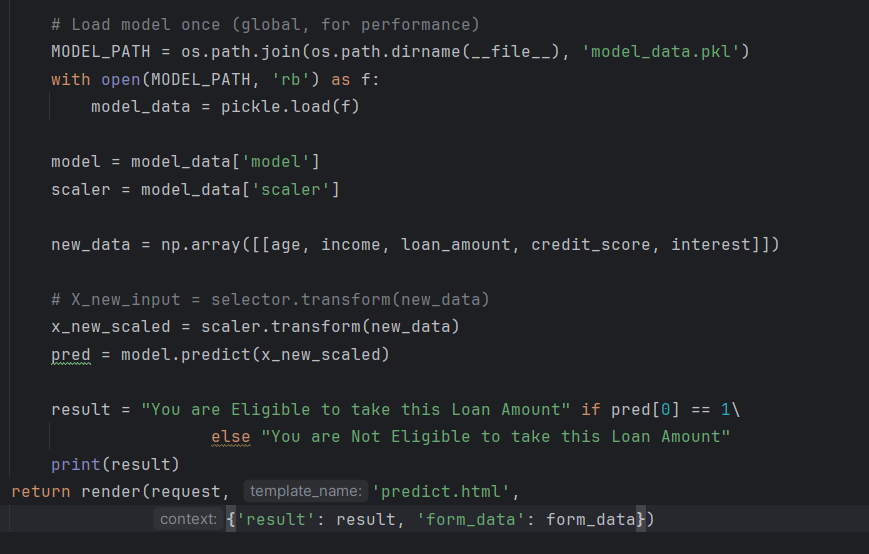 # Load model once (global, for performance)
MODEL_PATH = os.path.join(os.path.dirname(__file__), 'model_data.pkl')
with open(MODEL_PATH, 'rb') as f:
    model_data = pickle.load(f)
model = model_data['model']
scaler = model_data['scaler']
new_data = np.array([[age, income, loan_amount, credit_score, interest]])
# X_new_input = selector.transform(new_data)
x_new_scaled = scaler.transform(new_data)
pred = model.predict(x_new_scaled)
result = "You are Eligible to take this Loan Amount" if pred[0] == 1\
else "You are Not Eligible to take this Loan Amount"
print(result)
return render(request, template_name: 'predict.html',
context: {'result': result, 'form_data': form_data})